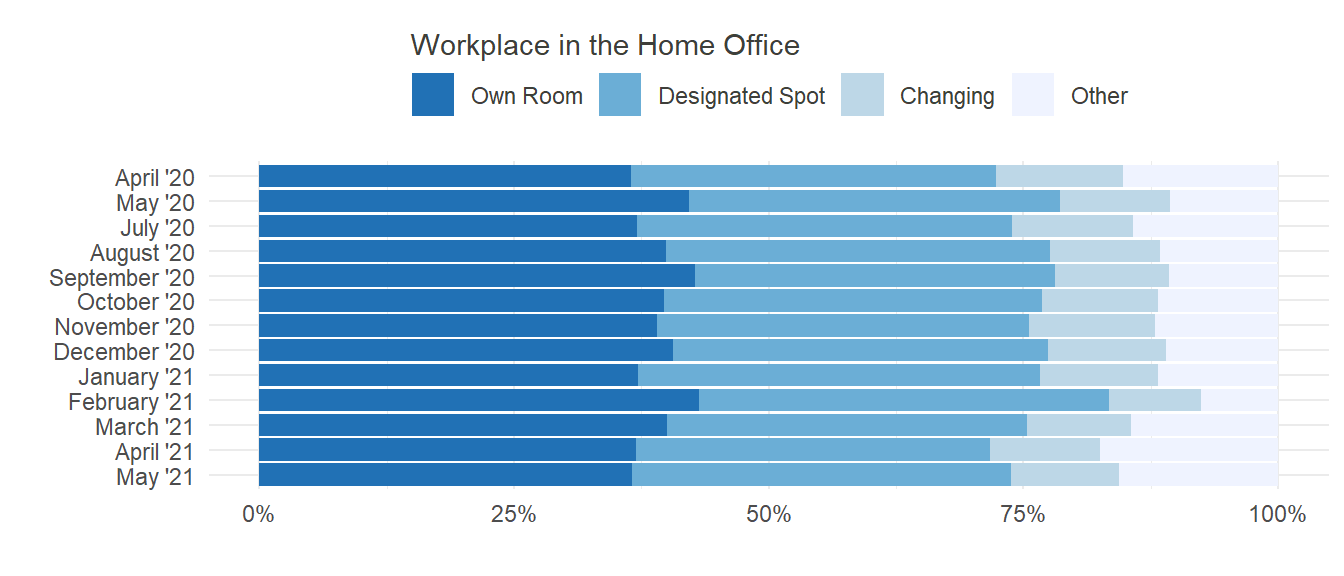 Workplace in the Home Office
Own Room Designated Spot Changing Other
April '20
May '20
July '20
August '20
September '20
October '20
November '20
December '20
January '21
February '21
March '21
April '21
May '21
0% 25% 50% 75% 100%